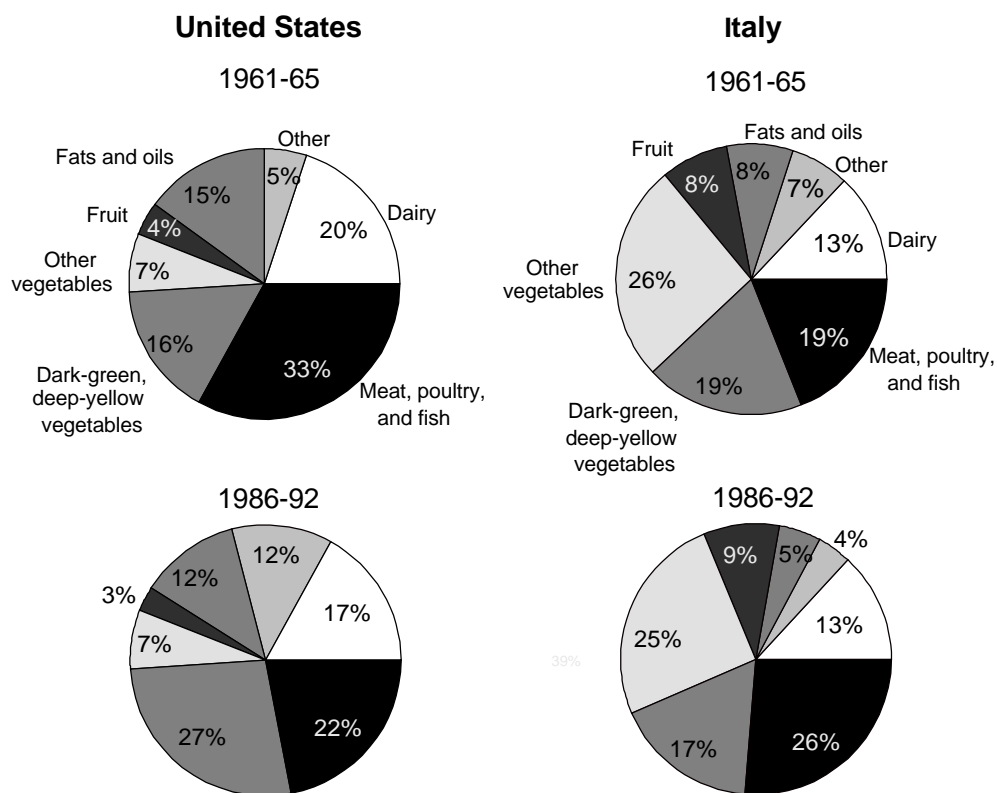 United States
1961-65
Other
Fats and oils
5%
15%
Fruit
4%
20%
Dairy
Other
vegetables
7%
16%
33%
Dark-green,
deep-yellow
vegetables
Meat, poultry,
and fish
1986-92
12%
12%
3%
17%
7%
27%
22%
Italy
1961-65
Fats and oils
Fruit
Other
8%
8%
7%
13%
Dairy
Other
vegetables
26%
19%
Meat, poultry,
and fish
19%
Dark-green,
deep-yellow
vegetables
1986-92
9%
5%
4%
13%
25%
39%
17%
26%